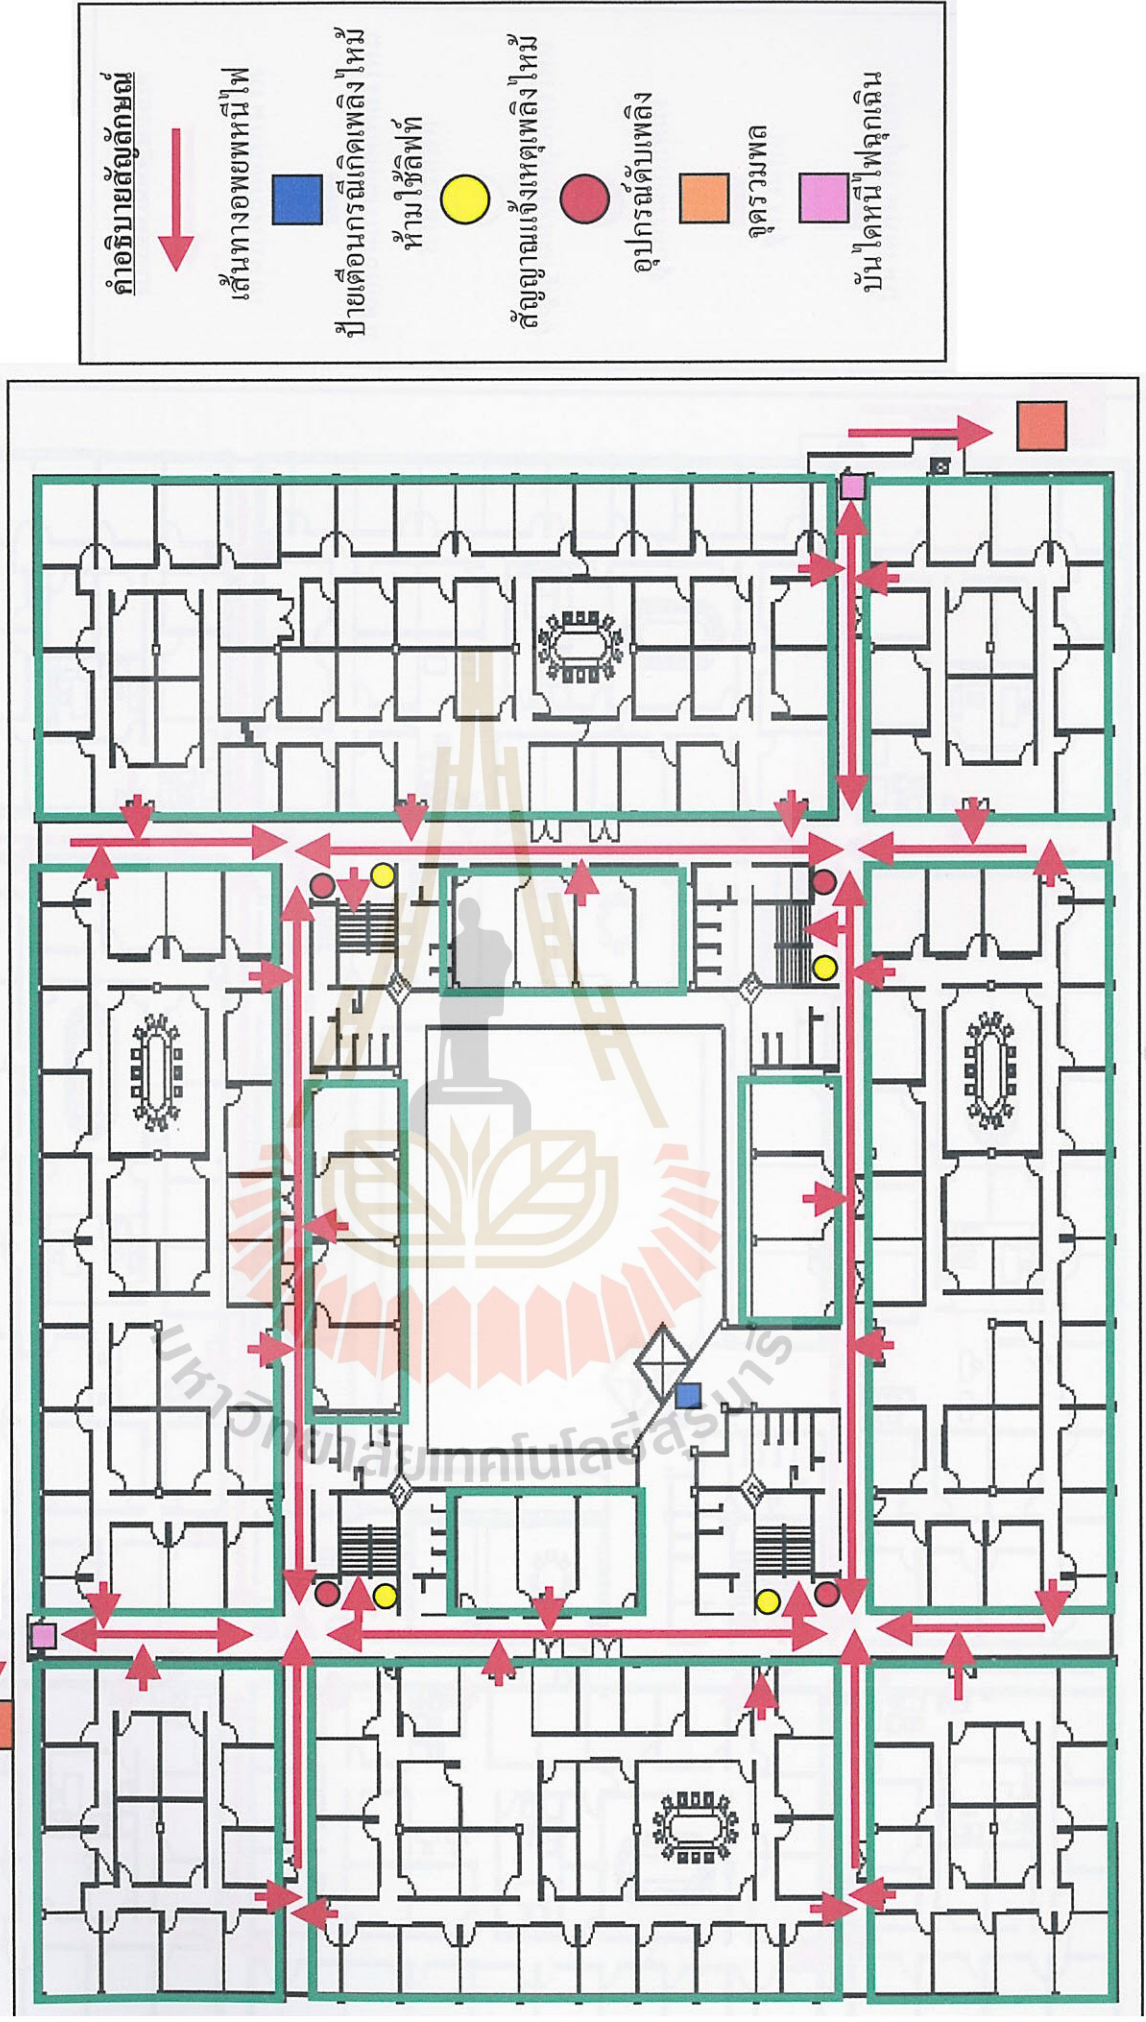 คำอธิบายสัญลักษณ์
เส้นทางอพยพหนีไฟ
ป้ายเตือนกรณีเกิดเพลิงไหม้
ห้ามใช้ลิฟท์
สัญญาณแจ้งเหตุเพลิงไหม้
อุปกรณ์ดับเพลิง
จุดรวมพล
บันไดหนีไฟฉุกเฉิน
มหาวิทยาลัยเทคโนโลยีสุรนารี